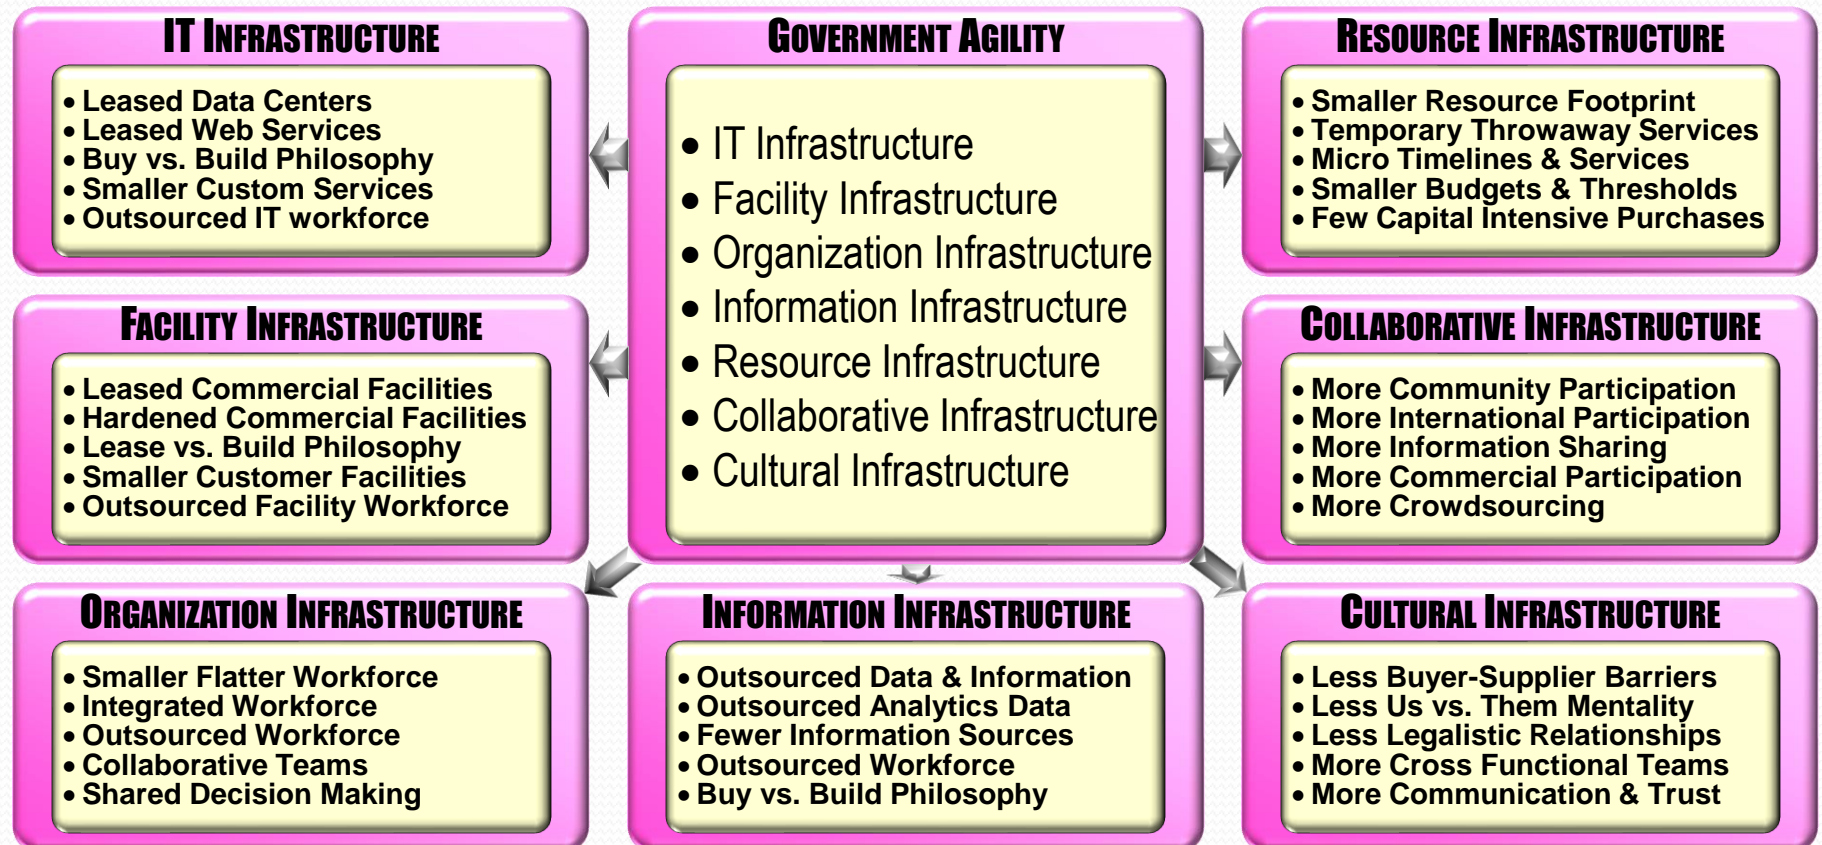 IT INFRASTRUCTURE
• Leased Data Centers
• Leased Web Services
• Buy vs. Build Philosophy
• Smaller Custom Services
• Outsourced IT workforce
GOVERNMENT AGILITY
• IT Infrastructure
• Facility Infrastructure
• Organization Infrastructure
• Information Infrastructure
• Resource Infrastructure
• Collaborative Infrastructure
• Cultural Infrastructure
RESOURCE INFRASTRUCTURE
• Smaller Resource Footprint
• Temporary Throwaway Services
• Micro Timelines & Services
• Smaller Budgets & Thresholds
• Few Capital Intensive Purchases
FACILITY INFRASTRUCTURE
• Leased Commercial Facilities
• Hardened Commercial Facilities
• Lease vs. Build Philosophy
• Smaller Customer Facilities
• Outsourced Facility Workforce
COLLABORATIVE INFRASTRUCTURE
• More Community Participation
• More International Participation
• More Information Sharing
• More Commercial Participation
• More Crowdsourcing
ORGANIZATION INFRASTRUCTURE
• Smaller Flatter Workforce
• Integrated Workforce
• Outsourced Workforce
• Collaborative Teams
• Shared Decision Making
INFORMATION INFRASTRUCTURE
• Outsourced Data & Information
• Outsourced Analytics Data
• Fewer Information Sources
• Outsourced Workforce
• Buy vs. Build Philosophy
CULTURAL INFRASTRUCTURE
• Less Buyer-Supplier Barriers
• Less Us vs. Them Mentality
• Less Legalistic Relationships
• More Cross Functional Teams
• More Communication & Trust